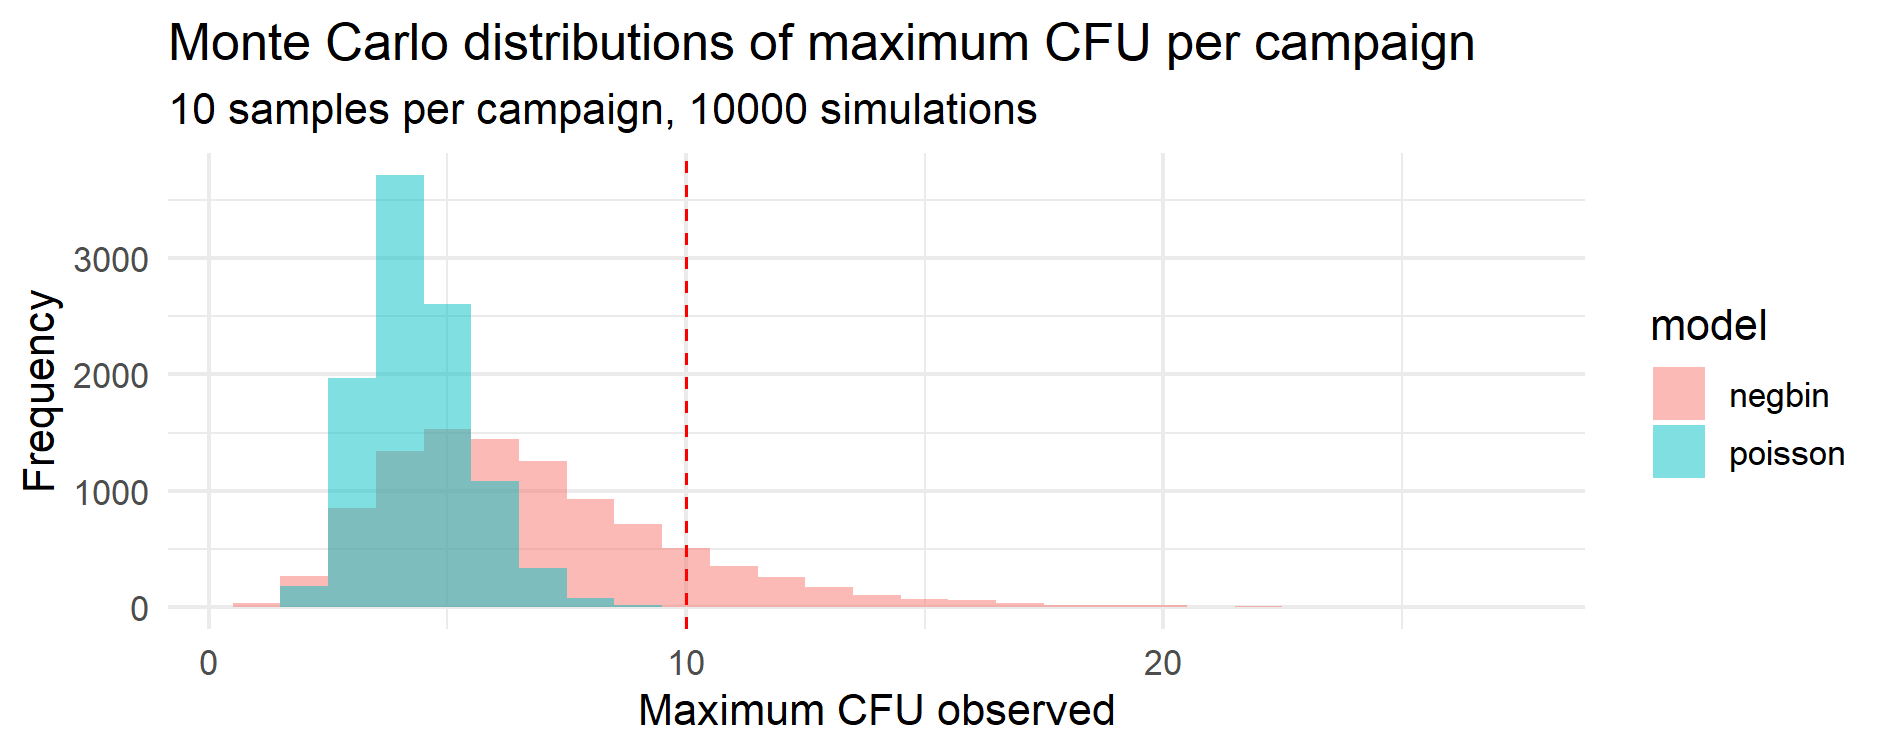 Monte Carlo distributions of maximum CFU per campaign
10 samples per campaign, 10000 simulations
Frequency
3000
2000
1000
0
0 10 20
Maximum CFU observed
model
negbin
poisson